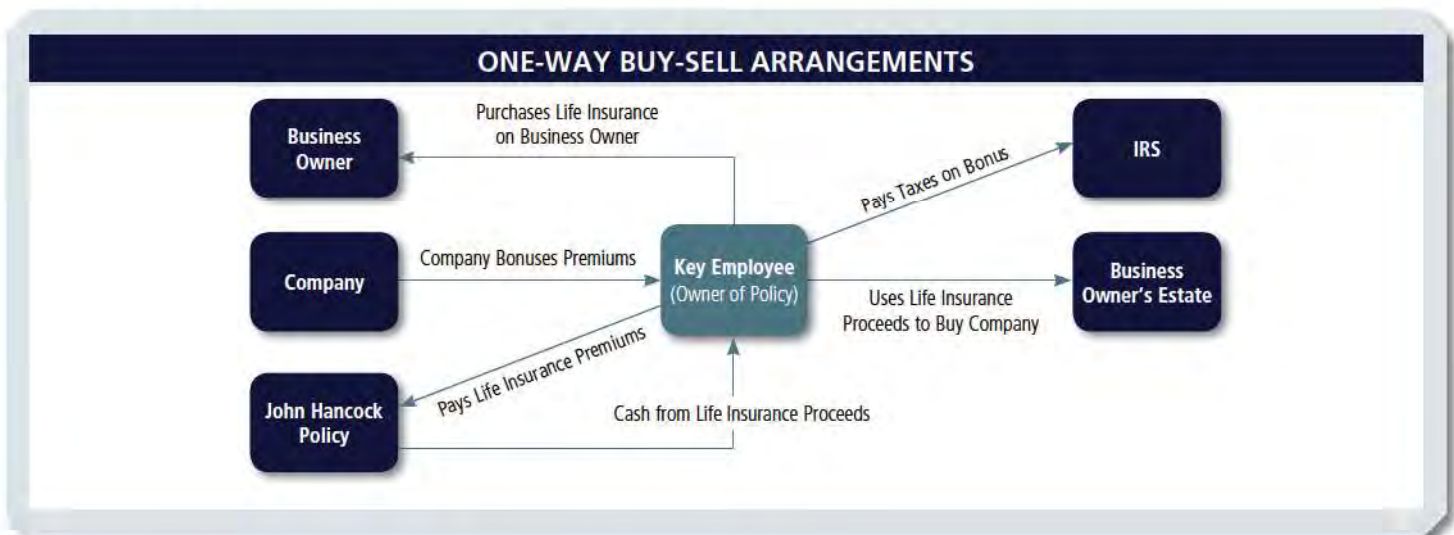 ONE-WAY BUY-SELL ARRANGEMENTS
Business
Owner
Purchases Life Insurance
on Business Owner
Pays Taxes on Bonus
IRS
Company
Company Bonuses Premiums
Key Employee
(Owner of Policy)
Uses Life Insurance
Proceeds to Buy Company
Business
Owner's Estate
Pays Life Insurance Premiums
John Hancock
Policy
Cash from Life Insurance Proceeds